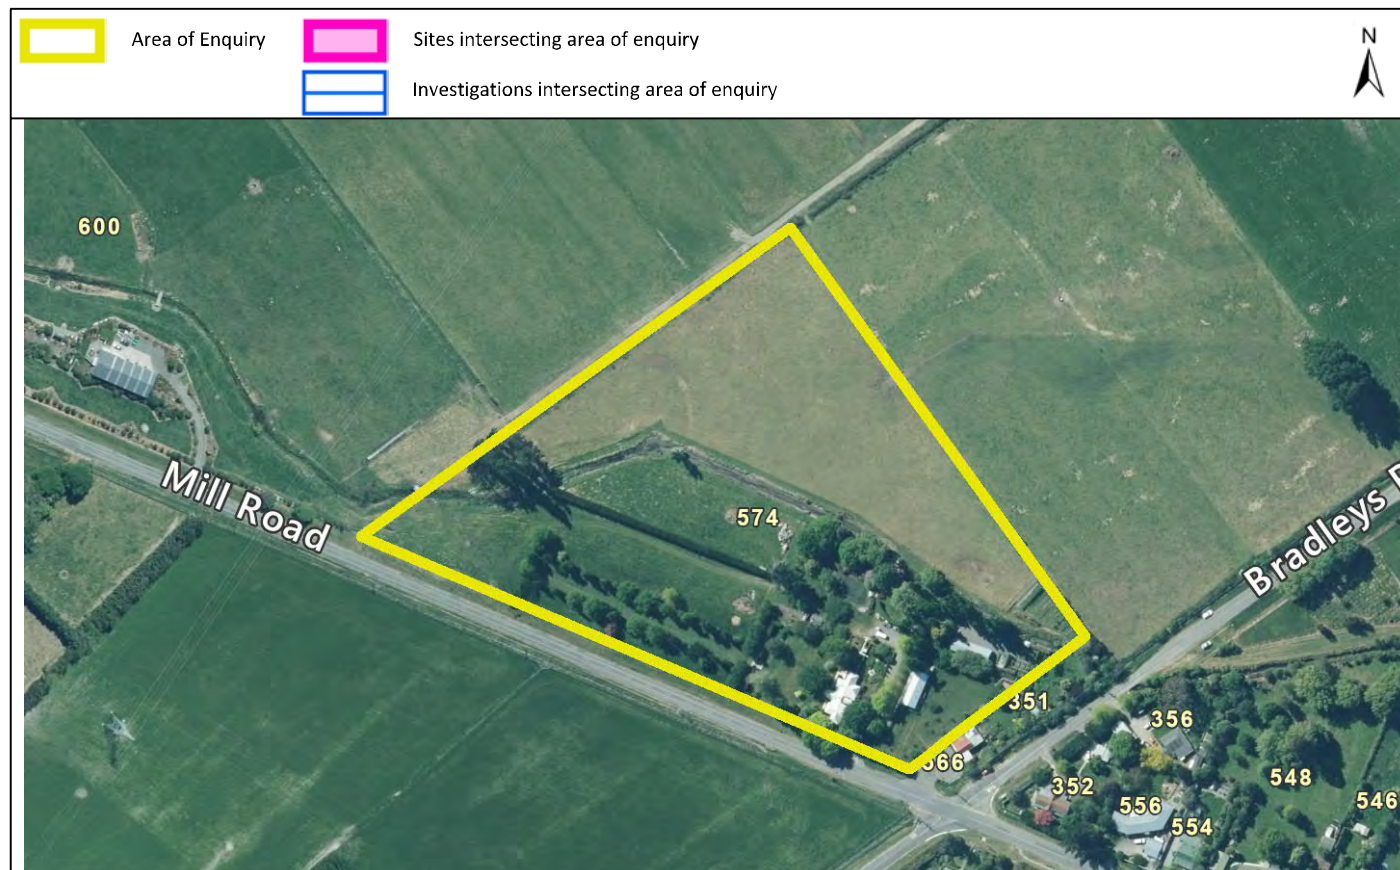 Area of Enquiry
Sites intersecting area of enquiry
N
Investigations intersecting area of enquiry
600
Mill Road
574
Bradleys
351
356
566
352
548
556
546
554